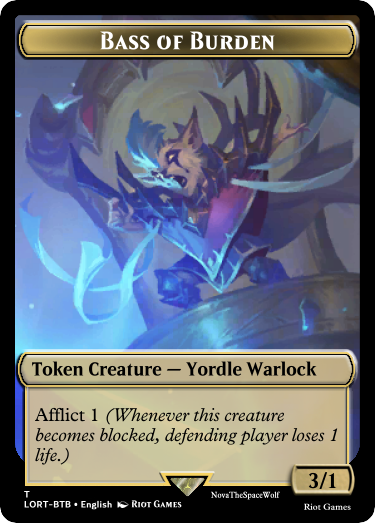 Bass of Burden
Token Creature — Yordle Warlock
Afflict 1 (Whenever this creature
becomes blocked, defending player loses 1
life.)
3/1
T
LORT-BTB • English Riot Games
NovaTheSpaceWolf
Riot Games